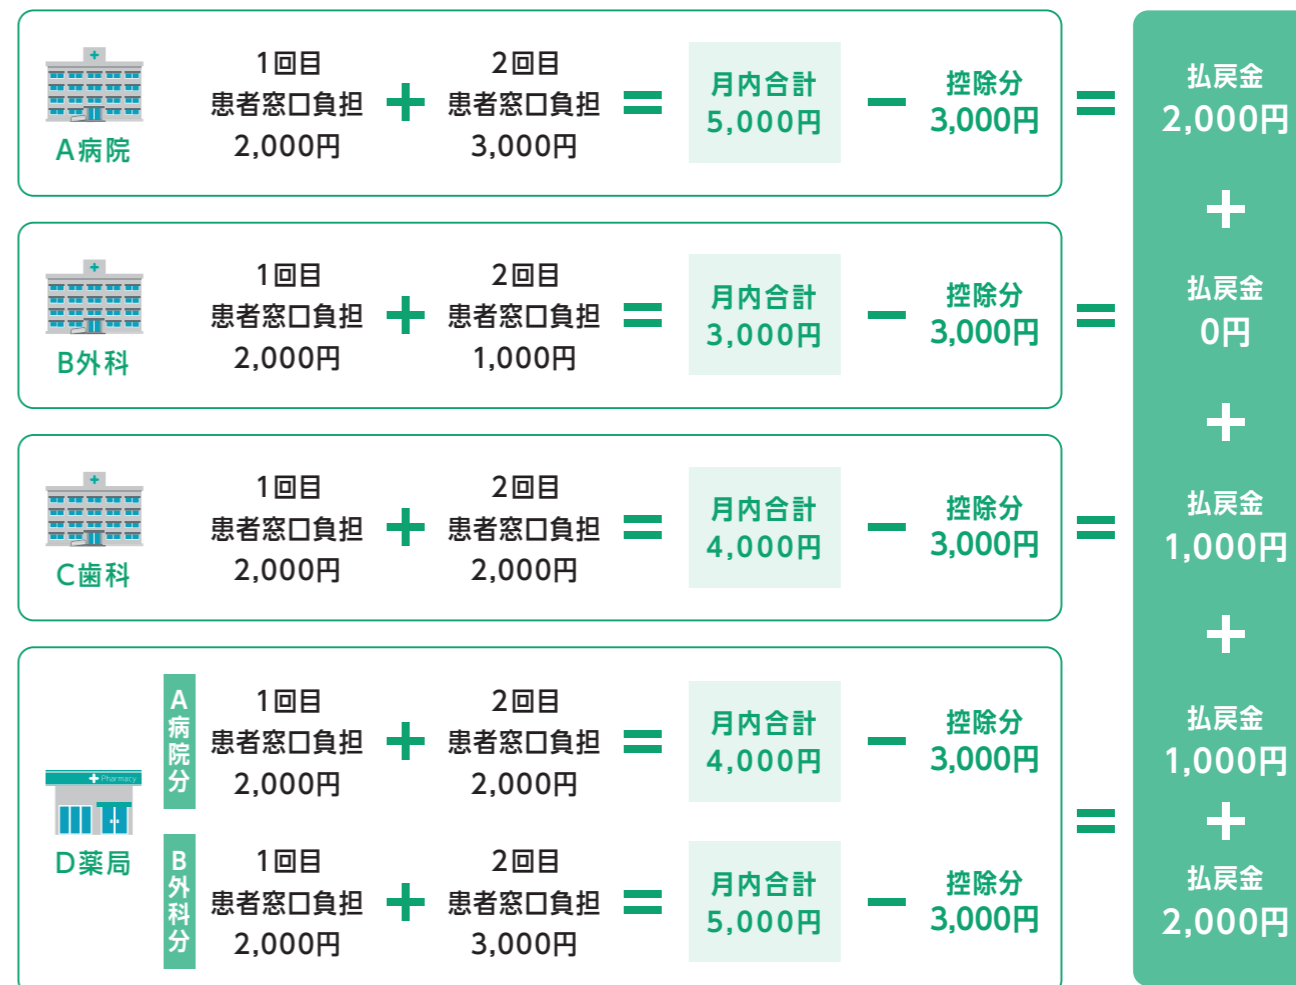 A病院
1回目
患者窓口負担
2,000円
+
2回目
患者窓口負担
3,000円
=
月内合計
5,000円
−
控除分
3,000円
=
払戻金
2,000円
+
B外科
1回目
患者窓口負担
2,000円
+
2回目
患者窓口負担
1,000円
=
月内合計
3,000円
−
控除分
3,000円
=
払戻金
0円
+
C歯科
1回目
患者窓口負担
2,000円
+
2回目
患者窓口負担
2,000円
=
月内合計
4,000円
−
控除分
3,000円
=
払戻金
1,000円
+
Pharmacy
D薬局
A病院分
1回目
患者窓口負担
2,000円
+
2回目
患者窓口負担
2,000円
=
月内合計
4,000円
−
控除分
3,000円
=
払戻金
1,000円
+
B外科分
1回目
患者窓口負担
2,000円
+
2回目
患者窓口負担
3,000円
=
月内合計
5,000円
−
控除分
3,000円
払戻金
2,000円